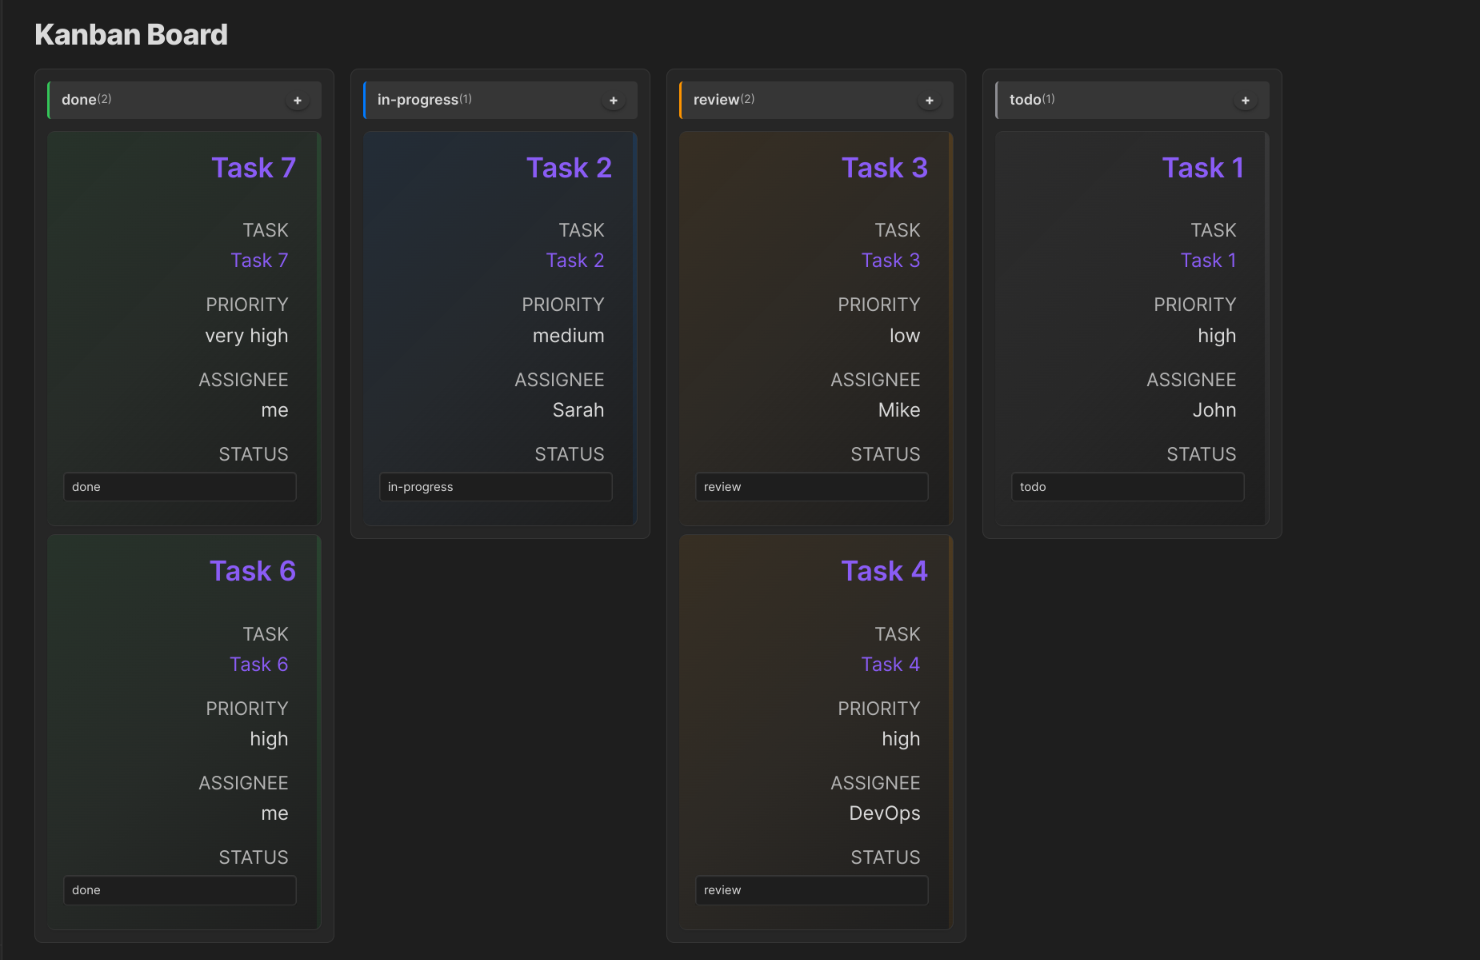 Kanban Board
done(2) +
Task 7
TASK
Task 7
PRIORITY
very high
ASSIGNEE
me
STATUS
done
Task 6
TASK
Task 6
PRIORITY
high
ASSIGNEE
me
STATUS
done
in-progress(1) +
Task 2
TASK
Task 2
PRIORITY
medium
ASSIGNEE
Sarah
STATUS
in-progress
review(2) +
Task 3
TASK
Task 3
PRIORITY
low
ASSIGNEE
Mike
STATUS
review
Task 4
TASK
Task 4
PRIORITY
high
ASSIGNEE
DevOps
STATUS
review
todo(1) +
Task 1
TASK
Task 1
PRIORITY
high
ASSIGNEE
John
STATUS
todo